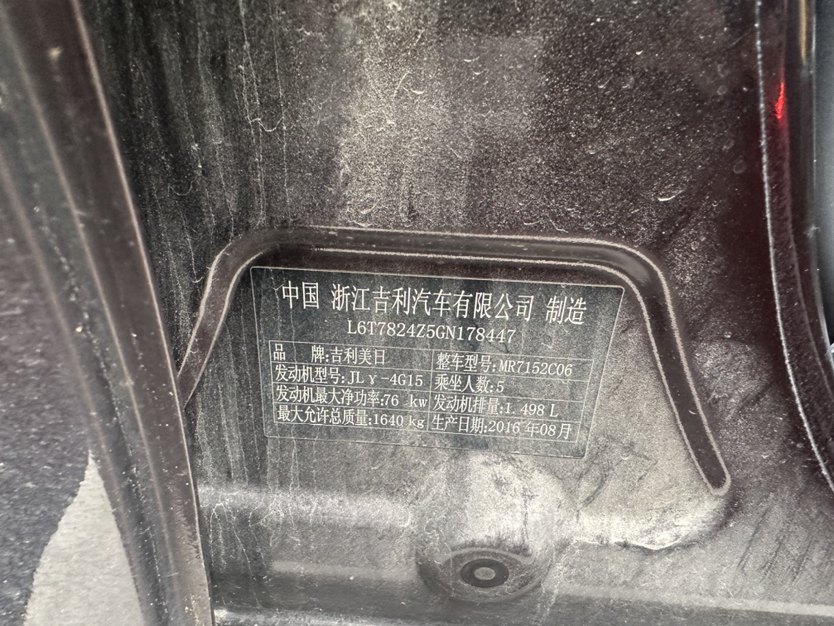 中国 浙江吉利汽车有限公司 制造
L6T7824Z5GN178447
品 牌:吉利美日 整车型号:MR7152C06
发动机型号:JLγ-4G15 乘坐人数:5
发动机最大净功率:76 kw 发动机排量:1.498 L
最大允许总质量:1640 kg 生产日期:2016 年08月